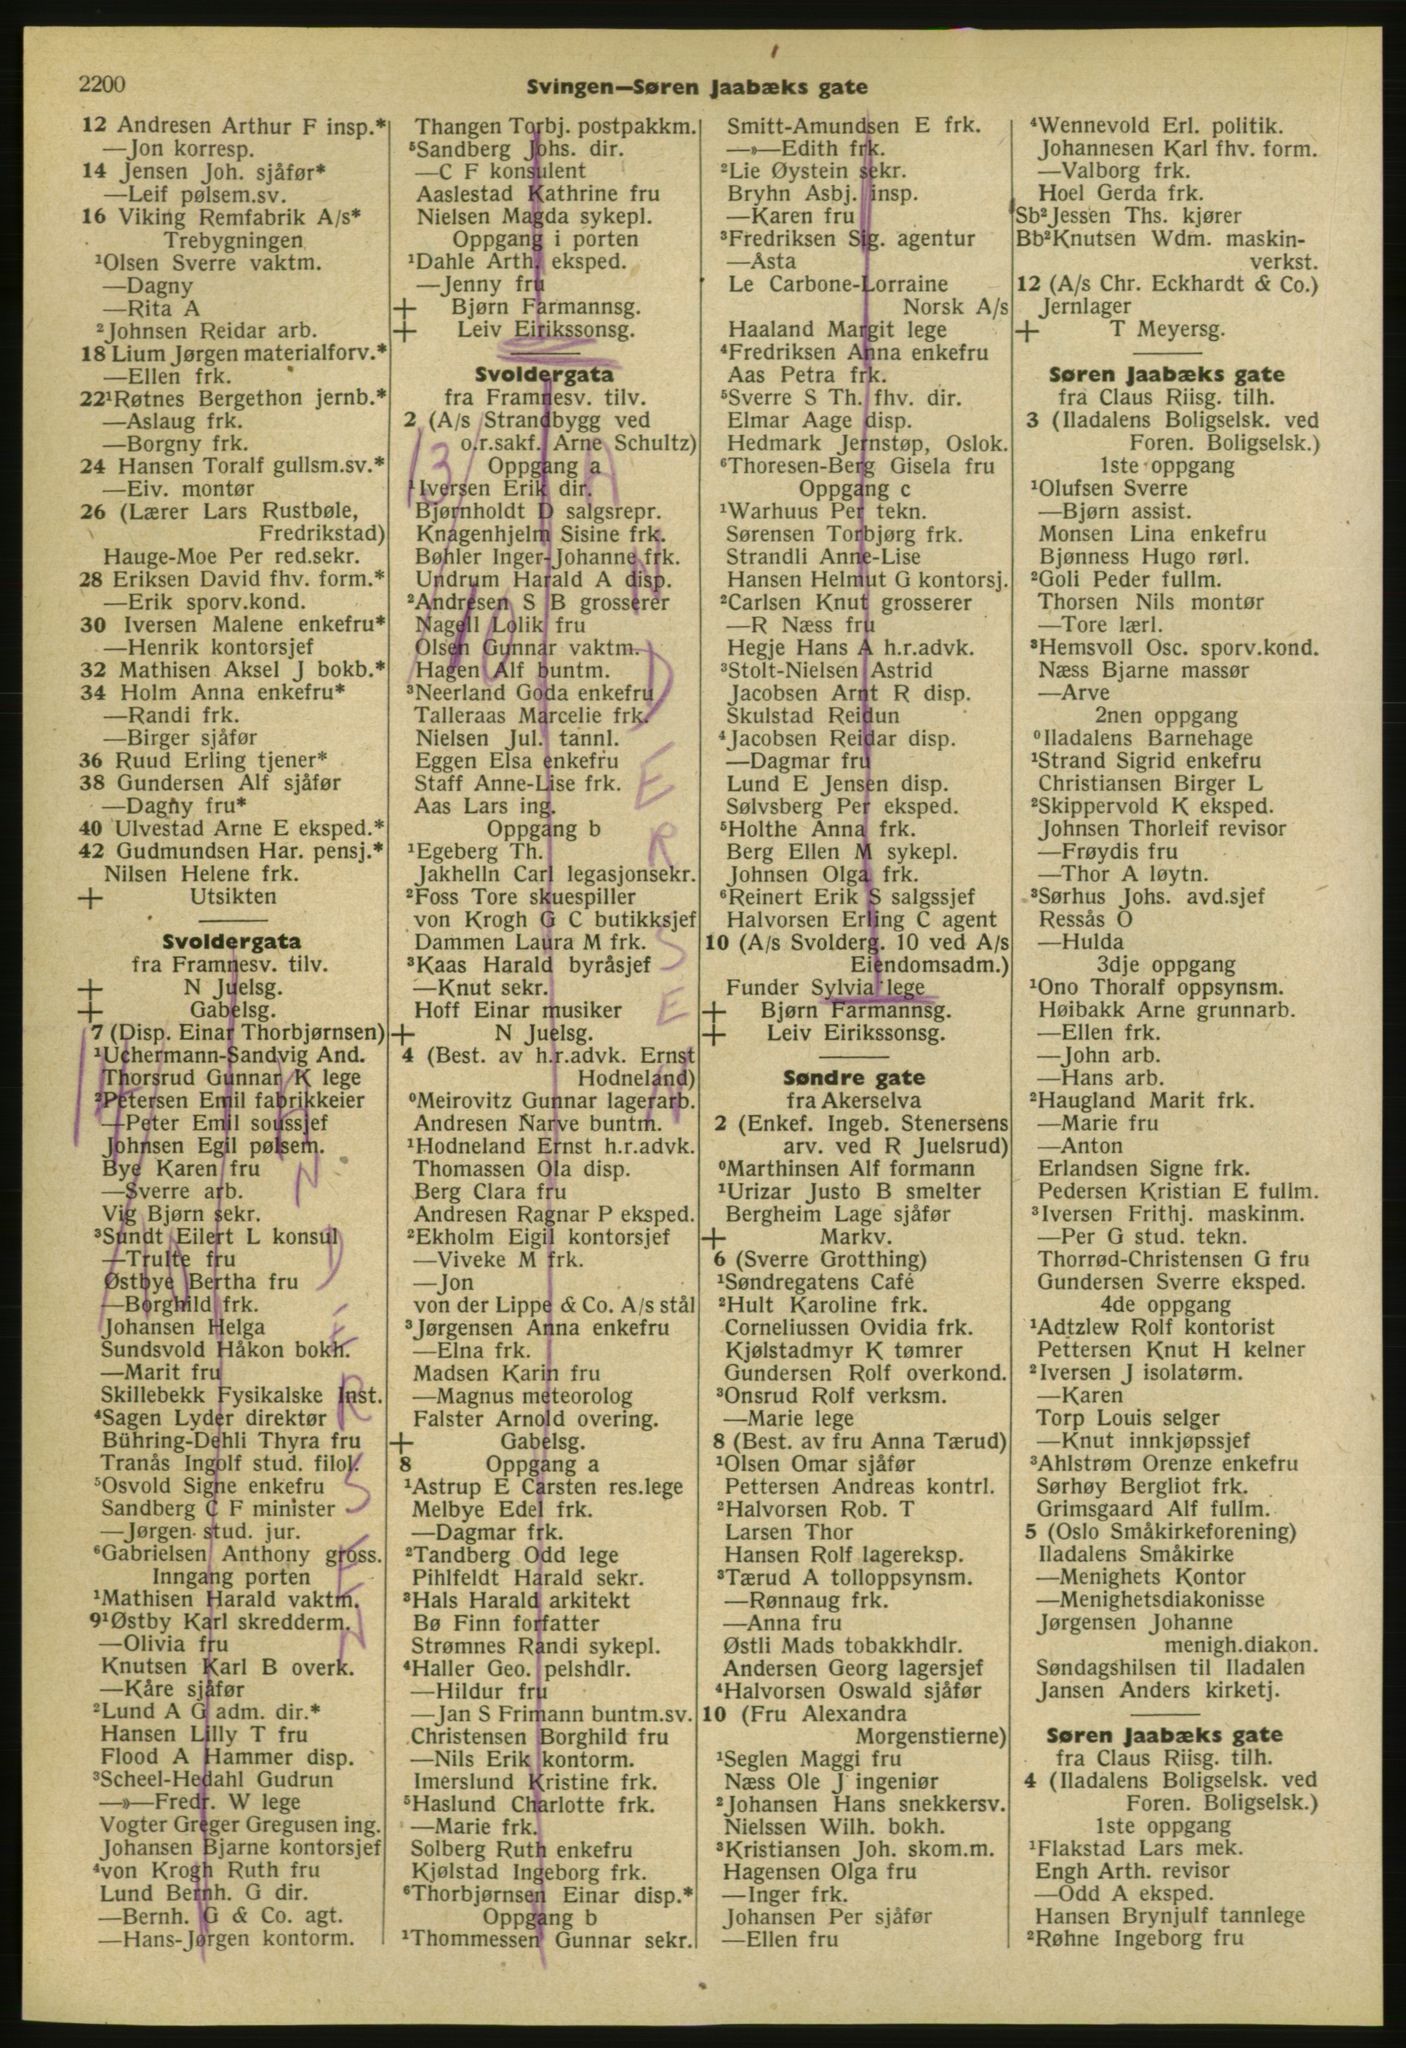 2200
Svingen—Søren Jaabæks gate
12 Andresen Arthur F insp.*
—Jon korresp.
14 Jensen Joh. sjåfør*
—Leif pølsem.sv.
16 Viking Remfabrik A/s*
Trebygningen
¹Olsen Sverre vaktm.
—Dagny
—Rita A
²Johnsen Reidar arb.
18 Lium Jørgen materialforv.*
—Ellen frk.
22¹Røtnes Bergethon jernb.*
—Aslaug frk.
—Borgny frk.
24 Hansen Toralf gullsm.sv.*
—Eiv. montør
26 (Lærer Lars Rustbøle,
Fredrikstad)
Hauge-Moe Per red.sekr.
28 Eriksen David fhv. form.*
—Erik sporv.kond.
30 Iversen Malene enkefru*
—Henrik kontorsjef
32 Mathisen Aksel J bokb.*
34 Holm Anna enkefru*
—Randi frk.
—Birger sjåfør
36 Ruud Erling tjener*
38 Gundersen Alf sjåfør
—Dagny fru*
40 Ulvestad Arne E eksped.*
42 Gudmundsen Har. pensj.*
Nilsen Helene frk.
+ Utsikten
Svoldergata
fra Framnesv. tilv.
+ N Juelsg.
+ Gabelsg.
7 (Disp. Einar Thorbjørnsen)
¹Uchermann-Sandvig And.
Thorsrud Gunnar K lege
²Petersen Emil fabrikkeier
—Peter Emil soussjef
Johnsen Egil pølsem.
Bye Karen fru
—Sverre arb.
Vig Bjørn sekr.
³Sundt Eilert L konsul
—Trulte fru
Østbye Bertha fru
—Borghild frk.
Johansen Helga
Sundsvold Håkon bokh.
—Marit fru
Skillebekk Fysikalske Inst.
⁴Sagen Lyder direktør
Bühring-Dehli Thyra fru
Tranås Ingolf stud. filol.
⁵Osvold Signe enkefru
Sandberg C F minister
—Jørgen stud. jur.
⁶Gabrielsen Anthony gross.
Inngang porten
¹Mathisen Harald vaktm.
9¹Østby Karl skredderm.
—Olivia fru
Knutsen Karl B overk.
—Kåre sjåfør
²Lund A G adm. dir.*
Hansen Lilly T fru
Flood A Hammer disp.
³Scheel-Hedahl Gudrun
—»—Fredr. W lege
Vogter Greger Gregusen ing.
Johansen Bjarne kontorsjef
⁴von Krogh Ruth fru
Lund Bernh. G dir.
—Bernh. G & Co. agt.
—Hans-Jørgen kontorm.
Thangen Torbj. postpakkm.
⁵Sandberg Johs. dir.
—C F konsulent
Aaslestad Kathrine fru
Nielsen Magda sykepl.
Oppgang i porten
¹Dahle Arth. eksped.
—Jenny fru
+ Bjørn Farmannsg.
+ Leiv Eirikssonsg.
Svoldergata
fra Framnesv. tilv.
2 (A/s Strandbygg ved
o.r.sakf. Arne Schultz)
Oppgang a
¹Iversen Erik dir.
Bjørnholdt D salgsrepr.
Knagenhjelm Sisine frk.
Bøhler Inger-Johanne frk.
Undrum Harald A disp.
²Andresen S B grosserer
Nagell Lolik fru
Olsen Gunnar vaktm.
Hagen Alf buntm.
³Neerland Goda enkefru
Talleraas Marcelie frk.
Nielsen Jul. tannl.
Eggen Elsa enkefru
Staff Anne-Lise frk.
Aas Lars ing.
Oppgang b
¹Egeberg Th.
Jakhelln Carl legasjonsekr.
²Foss Tore skuespiller
von Krogh G C butikksjef
Dammen Laura M frk.
³Kaas Harald byråsjef
—Knut sekr.
Hoff Einar musiker
+ N Juelsg.
4 (Best. av h.r.advk. Ernst
Hodneland)
⁰Meirovitz Gunnar lagerarb.
Andresen Narve buntm.
¹Hodneland Ernst h.r.advk.
Thomassen Ola disp.
Berg Clara fru
Andresen Ragnar P eksped.
²Ekholm Eigil kontorsjef
—Viveke M frk.
—Jon
von der Lippe & Co. A/s stål
³Jørgensen Anna enkefru
—Elna frk.
Madsen Karin fru
—Magnus meteorolog
Falster Arnold overing.
+ Gabelsg.
8 Oppgang a
¹Astrup E Carsten res.lege
Melbye Edel frk.
—Dagmar frk.
²Tandberg Odd lege
Pihlfeldt Harald sekr.
³Hals Harald arkitekt
Bø Finn forfatter
Strømnes Randi sykepl.
⁴Haller Geo. pelshdlr.
—Hildur fru
—Jan S Frimann buntm.sv.
Christensen Borghild fru
—Nils Erik kontorm.
Imerslund Kristine frk.
⁵Haslund Charlotte frk.
—Marie frk.
Solberg Ruth enkefru
Kjølstad Ingeborg frk.
⁶Thorbjørnsen Einar disp.*
Oppgang b
¹Thommessen Gunnar sekr.
Smitt-Amundsen E frk.
—»—Edith frk.
²Lie Øystein sekr.
Bryhn Asbj. insp.
—Karen fru
³Fredriksen Sig. agentur
—Asta
Le Carbone-Lorraine
Norsk A/s
Haaland Margit lege
⁴Fredriksen Anna enkefru
Aas Petra frk.
⁵Sverre S Th. fhv. dir.
Elmar Aage disp.
Hedmark Jernstøp, Oslok.
⁶Thoresen-Berg Gisela fru
Oppgang c
¹Warhuus Per tekn.
Sørensen Torbjørg frk.
Strandli Anne-Lise
Hansen Helmut G kontorsj.
²Carlsen Knut grosserer
—R Næss fru
Hegje Hans A h.r.advk.
³Stolt-Nielsen Astrid
Jacobsen Arnt R disp.
Skulstad Reidun
⁴Jacobsen Reidar disp.
—Dagmar fru
Lund E Jensen disp.
Sølvsberg Per eksped.
⁵Holthe Anna frk.
Berg Ellen M sykepl.
Johnsen Olga frk.
⁶Reinert Erik S salgssjef
Halvorsen Erling C agent
10 (A/s Svolderg. 10 ved A/s
Eiendomsadm.)
Funder Sylvia lege
+ Bjørn Farmannsg.
+ Leiv Eirikssonsg.
Søndre gate
fra Akerselva
2 (Enkef. Ingeb. Stenersens
arv. ved R Juelsrud)
⁰Marthinsen Alf formann
¹Urizar Justo B smelter
Bergheim Lage sjåfør
+ Markv.
6 (Sverre Grotthing)
¹Søndregatens Café
²Hult Karoline frk.
Corneliussen Ovidia frk.
Kjølstadmyr K tømrer
Gundersen Rolf overkond.
³Onsrud Rolf verksm.
—Marie lege
8 (Best. av fru Anna Tærud)
¹Olsen Omar sjåfør
Pettersen Andreas kontrl.
²Halvorsen Rob. T
Larsen Thor
Hansen Rolf lagereksp.
³Tærud A tolloppsynsm.
—Rønnaug frk.
—Anna fru
Østli Mads tobakkhdlr.
Andersen Georg lagersjef
⁴Halvorsen Oswald sjåfør
10 (Fru Alexandra
Morgenstierne)
¹Seglen Maggi fru
Næss Ole J ingeniør
²Johansen Hans snekkersv.
Nielssen Wilh. bokh.
³Kristiansen Joh. skom.m.
Hagensen Olga fru
—Inger frk.
Johansen Per sjåfør
—Ellen fru
⁴Wennevold Erl. politik.
Johannesen Karl fhv. form.
—Valborg frk.
Hoel Gerda frk.
Sb²Jessen Ths. kjører
Bb²Knutsen Wdm. maskin-
verkst.
12 (A/s Chr. Eckhardt & Co.)
Jernlager
+ T Meyersg.
Søren Jaabæks gate
fra Claus Riisg. tilh.
3 (Iladalens Boligselsk. ved
Foren. Boligselsk.)
1ste oppgang
¹Olufsen Sverre
—Bjørn assist.
Monsen Lina enkefru
Bjønness Hugo rørl.
²Goli Peder fullm.
Thorsen Nils montør
—Tore lærl.
³Hemsvoll Osc. sporv.kond.
Næss Bjarne massør
—Arve
2nen oppgang
⁰Iladalens Barnehage
¹Strand Sigrid enkefru
Christiansen Birger L
²Skippervold K eksped.
Johnsen Thorleif revisor
—Frøydis fru
—Thor A løytn.
³Sørhus Johs. avd.sjef
Ressås O
—Hulda
3dje oppgang
¹Ono Thoralf oppsynsm.
Høibakk Arne grunnarb.
—Ellen frk.
—John arb.
—Hans arb.
²Haugland Marit frk.
—Marie fru
—Anton
Erlandsen Signe frk.
Pedersen Kristian E fullm.
³Iversen Frithj. maskinm.
—Per G stud. tekn.
Thorrød-Christensen G fru
Gundersen Sverre eksped.
4de oppgang
¹Adtzlew Rolf kontorist
Pettersen Knut H kelner
²Iversen J isolatørm.
—Karen
Torp Louis selger
—Knut innkjøpssjef
³Ahlstrøm Orenze enkefru
Sørhøy Bergliot frk.
Grimsgaard Alf fullm.
5 (Oslo Småkirkeforening)
Iladalens Småkirke
—Menighets Kontor
—Menighetsdiakonisse
Jørgensen Johanne
menigh.diakon.
Søndagshilsen til Iladalen
Jansen Anders kirketj.
Søren Jaabæks gate
fra Claus Riisg. tilh.
4 (Iladalens Boligselsk. ved
Foren. Boligselsk.)
1ste oppgang
¹Flakstad Lars mek.
Engh Arth. revisor
—Odd A eksped.
Hansen Brynjulf tannlege
²Røhne Ingeborg fru